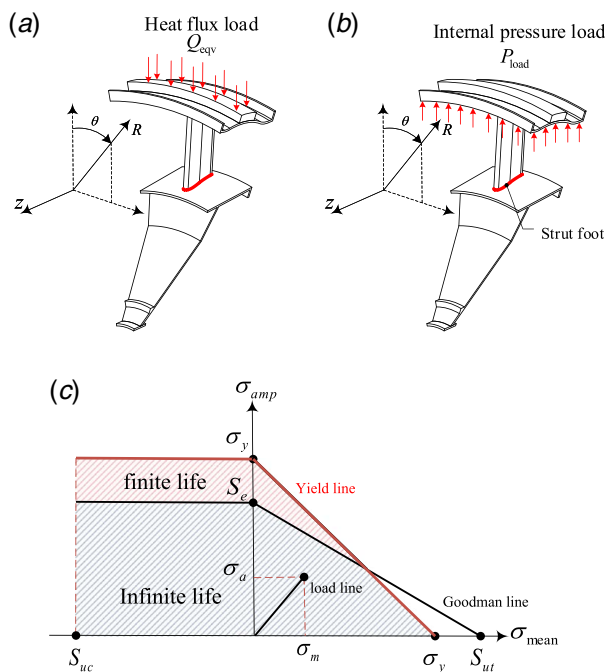 (a)
Heat flux load
Q_eqv
θ
R
z
(b)
Internal pressure load
P_load
θ
R
z
Strut foot
(c)
σ_amp
σ_y
finite life
Yield line
S_e
σ_a
load line
Infinite life
Goodman line
σ_mean
S_uc
σ_m
σ_y
S_ut